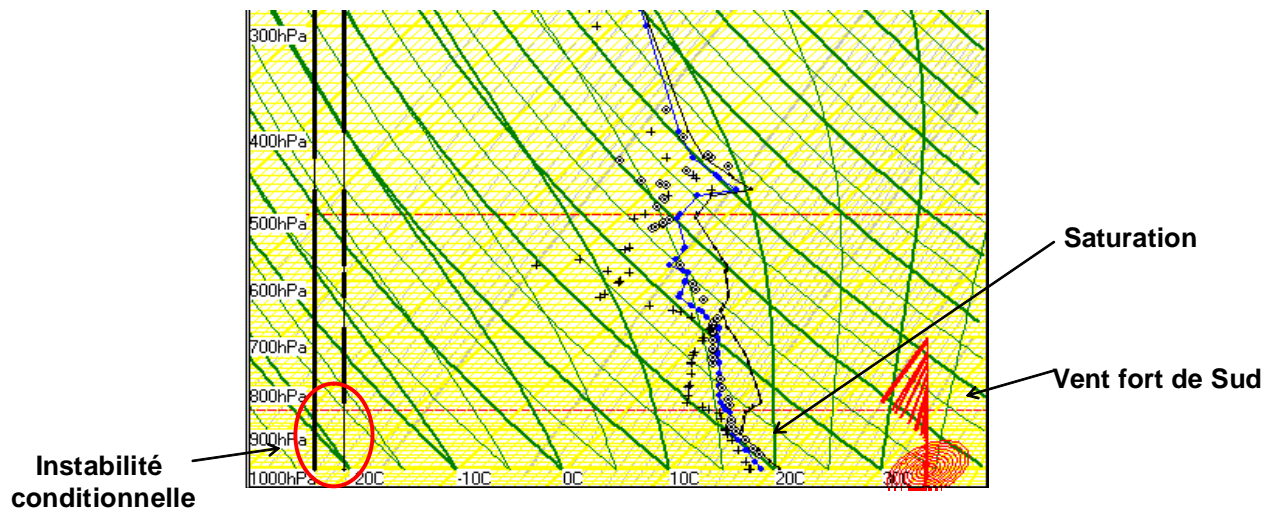 300hPa
400hPa
500hPa
Saturation
600hPa
700hPa
Vent fort de Sud
800hPa
900hPa
Instabilité
conditionnelle
1000hPa -20C -10C 0C 10C 20C 30C